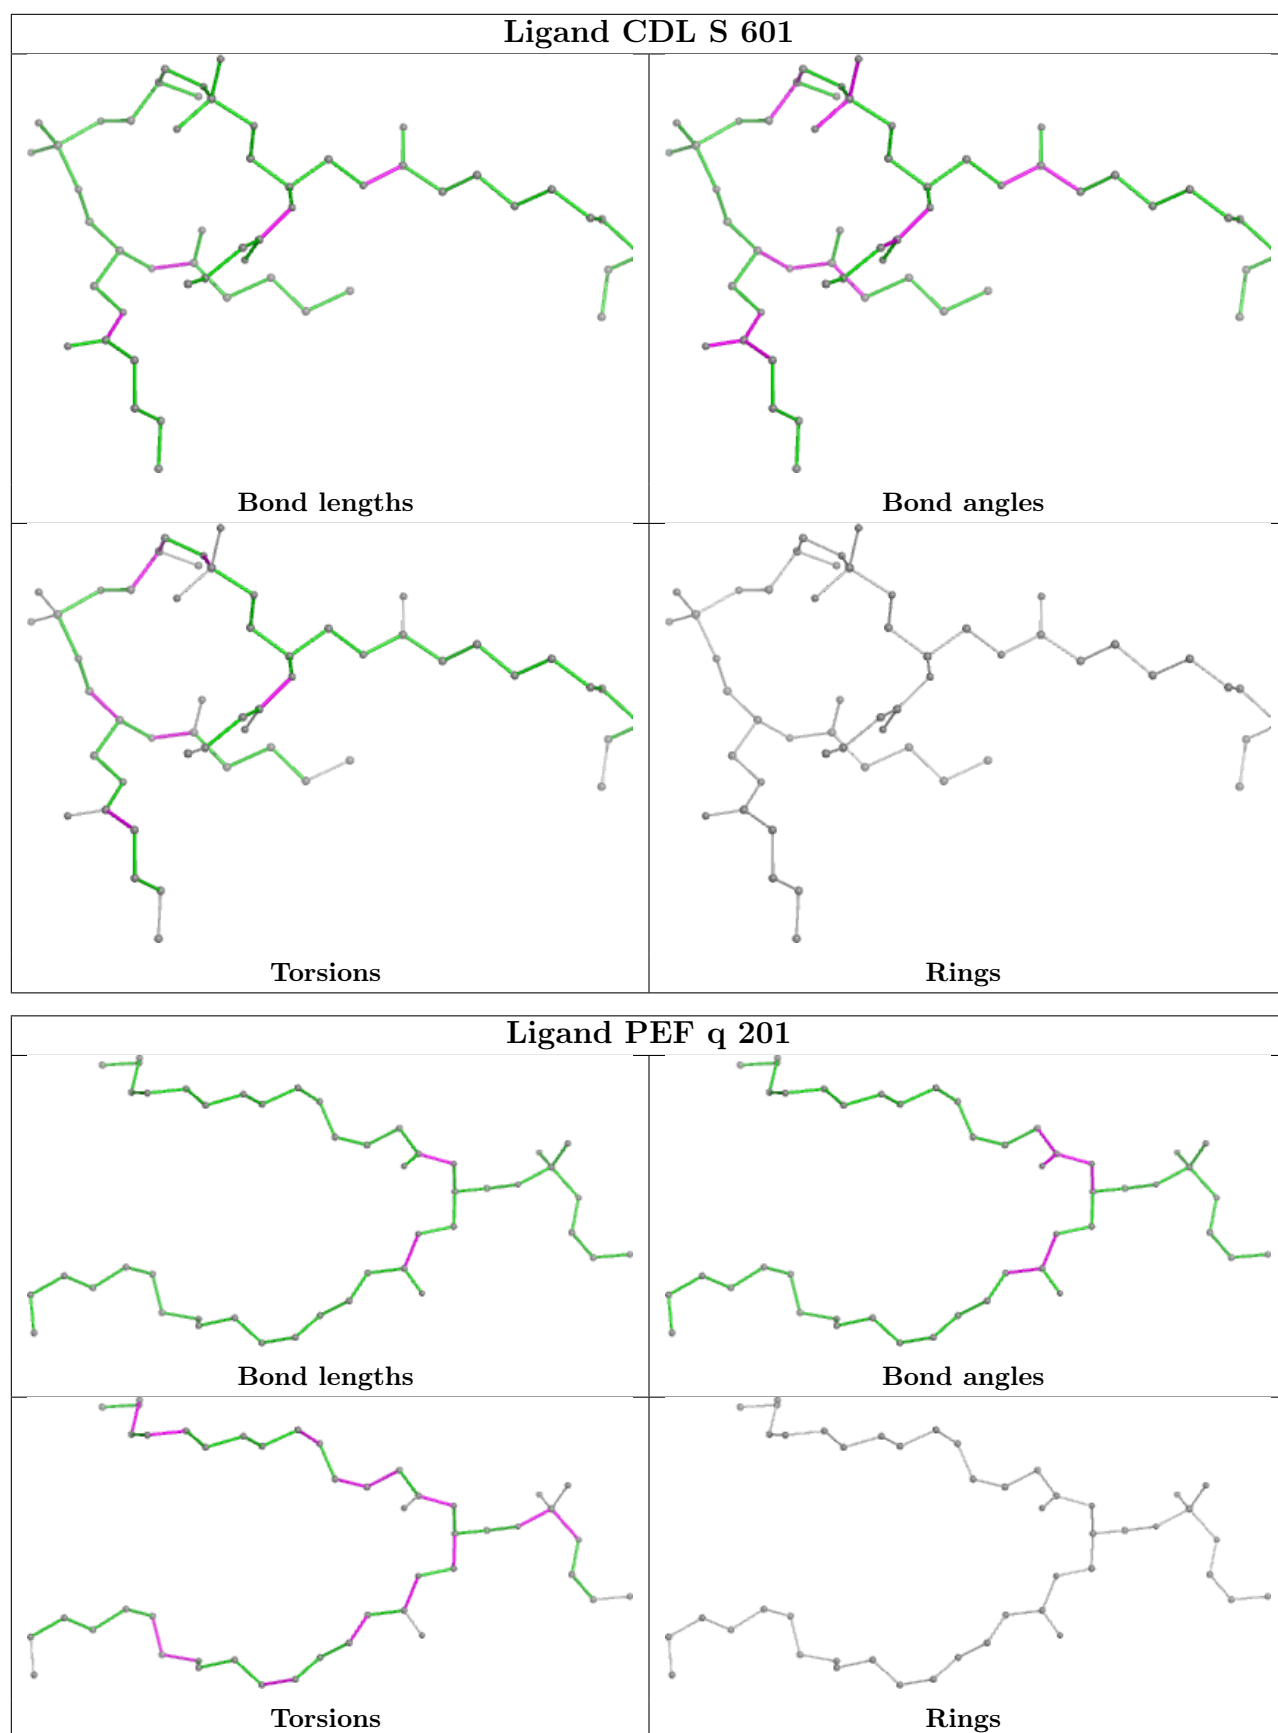 Ligand CDL S 601
Bond lengths
Bond angles
Torsions
Rings
Ligand PEF q 201
Bond lengths
Bond angles
Torsions
Rings